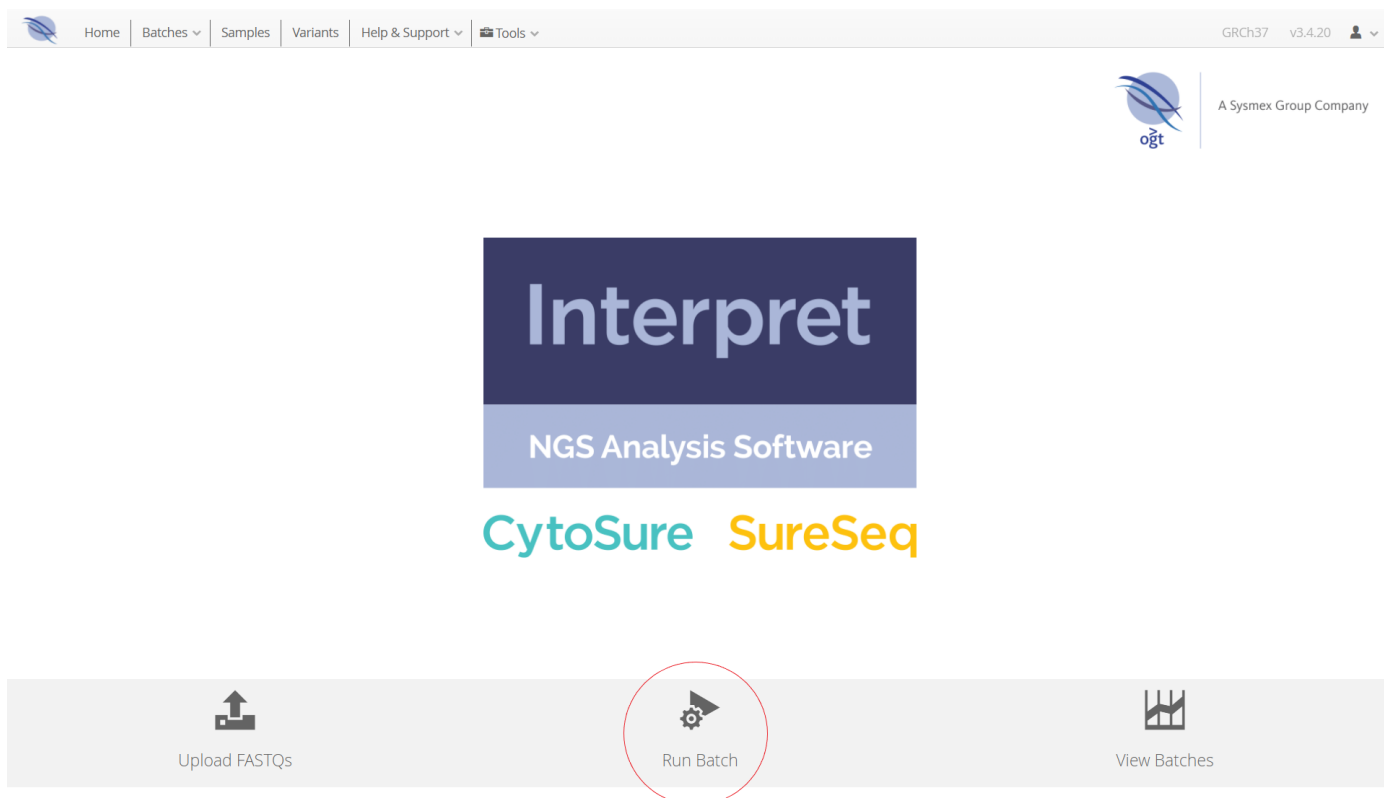 Home Batches Samples Variants Help & Support Tools GRCh37 v3.4.20
A Sysmex Group Company
ogt
Interpret
NGS Analysis Software
CytoSure SureSeq
Upload FASTQs Run Batch View Batches